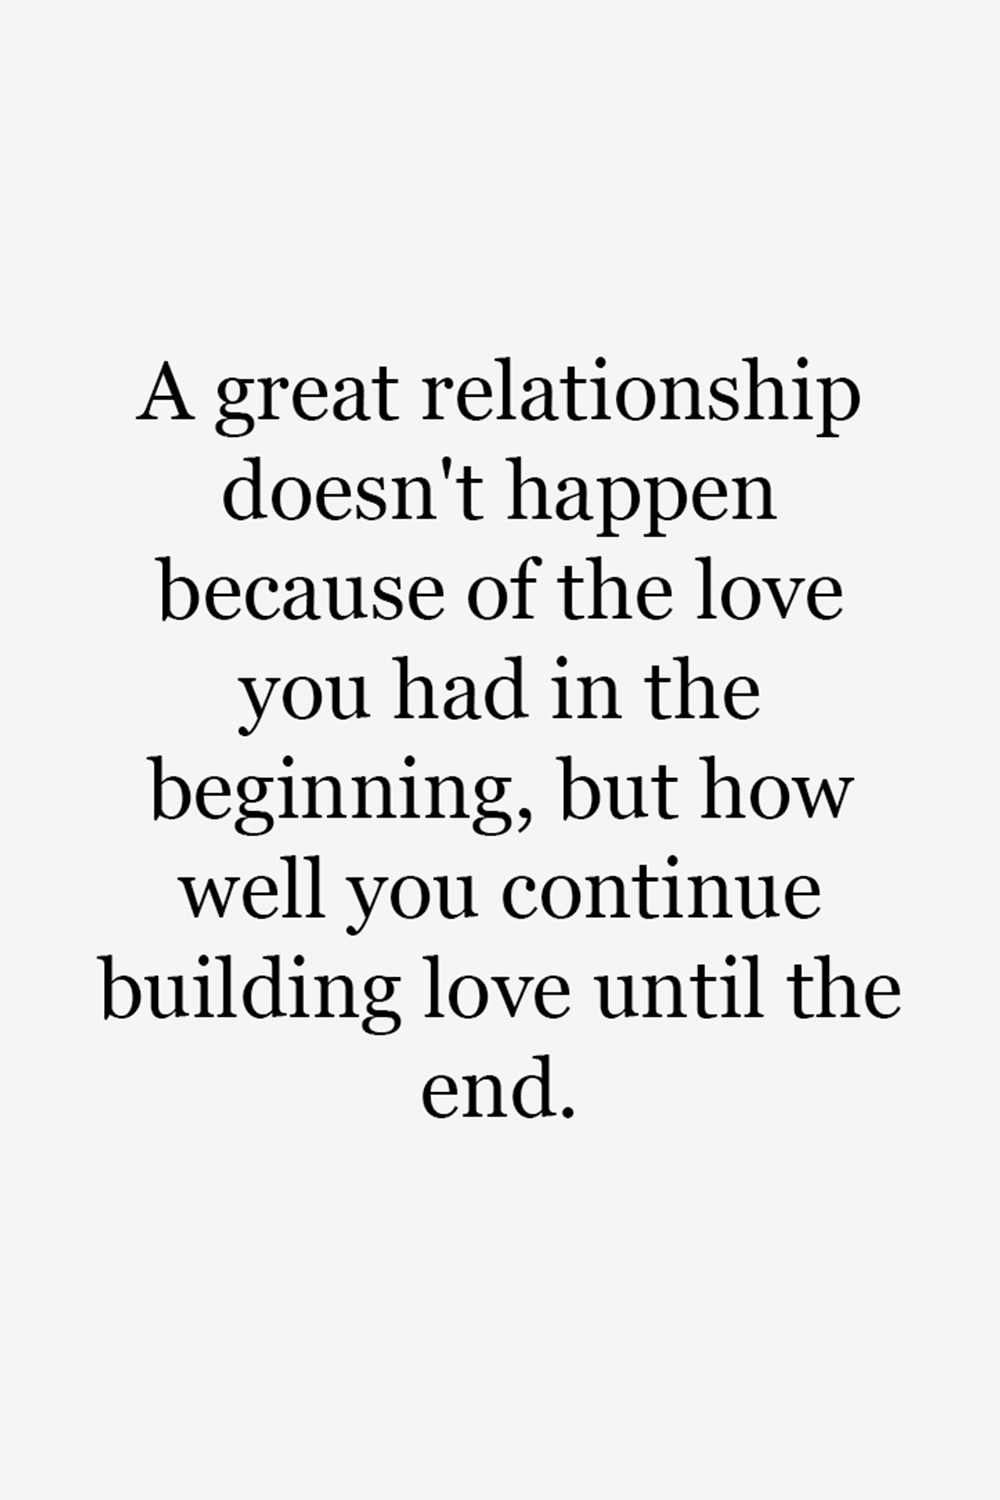 A great relationship
doesn't happen
because of the love
you had in the
beginning, but how
well you continue
building love until the
end.